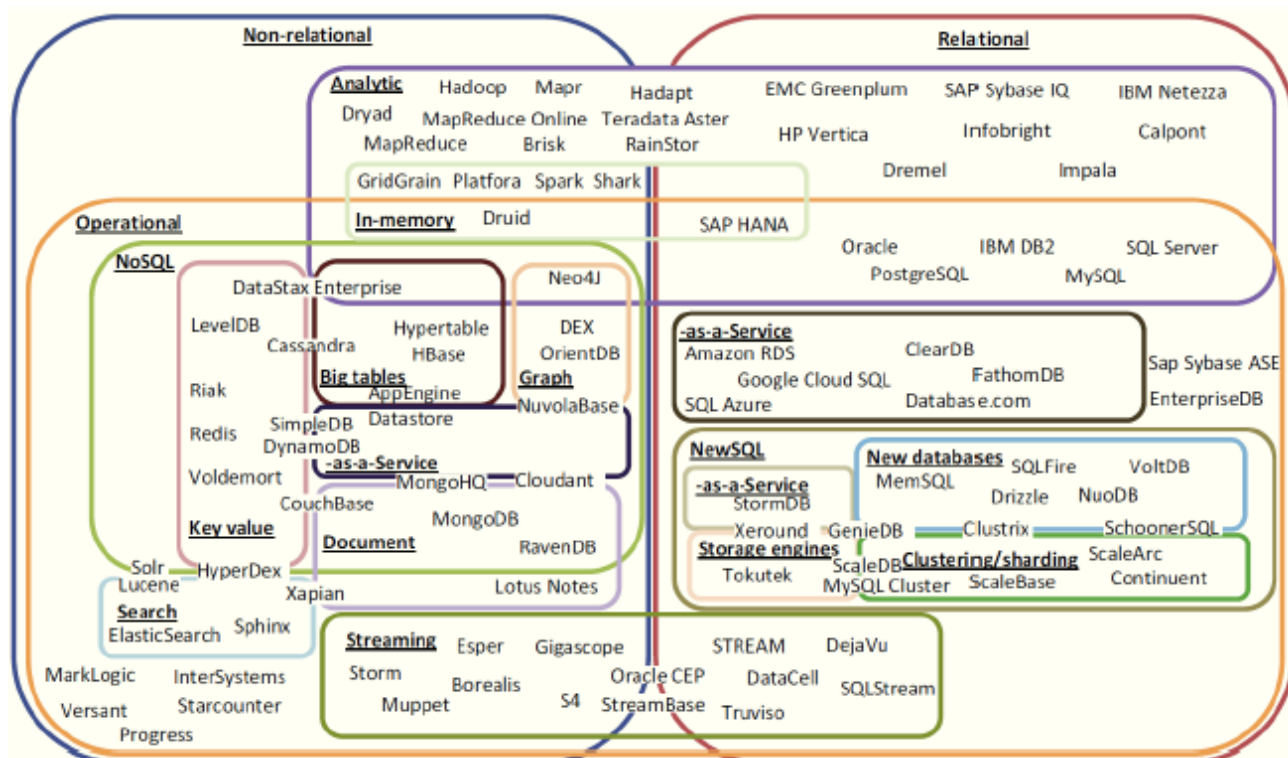 Non-relational
Relational
Analytic
Hadoop
Mapr
Hadapt
EMC Greenplum
SAP Sybase IQ
IBM Netezza
Dryad
MapReduce Online
Teradata Aster
HP Vertica
Infobright
Calpont
MapReduce
Brisk
RainStor
Dremel
Impala
GridGrain
Platfora
Spark
Shark
Operational
In-memory
Druid
SAP HANA
Oracle
IBM DB2
SQL Server
PostgreSQL
MySQL
NoSQL
DataStax Enterprise
Neo4J
LevelDB
Hypertable
DEX
Cassandra
HBase
OrientDB
Big tables
Graph
Riak
AppEngine
Datastore
NuvolaBase
Redis
SimpleDB
DynamoDB
-as-a-Service
Voldemort
MongoHQ
Cloudant
CouchBase
MongoDB
Key value
Document
RavenDB
-as-a-Service
Amazon RDS
ClearDB
Google Cloud SQL
FathomDB
SQL Azure
Database.com
Sap Sybase ASE
EnterpriseDB
NewSQL
New databases
SQLFire
VoltDB
-as-a-Service
MemSQL
StormDB
Drizzle
NuoDB
Xeround
GenieDB
Clustrix
SchoonerSQL
Storage engines
ScaleDB
Clustering/sharding
ScaleArc
Tokutek
MySQL Cluster
ScaleBase
Continuent
Solr
Lucene
HyperDex
Xapian
Lotus Notes
Search
ElasticSearch
Sphinx
Streaming
Esper
Gigascope
STREAM
DejaVu
MarkLogic
InterSystems
Storm
Borealis
Oracle CEP
DataCell
SQLStream
Versant
Starcounter
Muppet
S4
StreamBase
Truviso
Progress